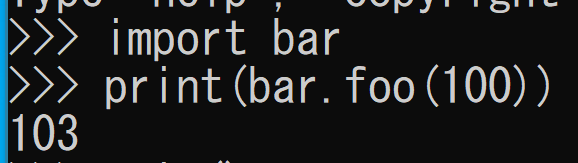 >>> import bar
>>> print(bar.foo(100))
103